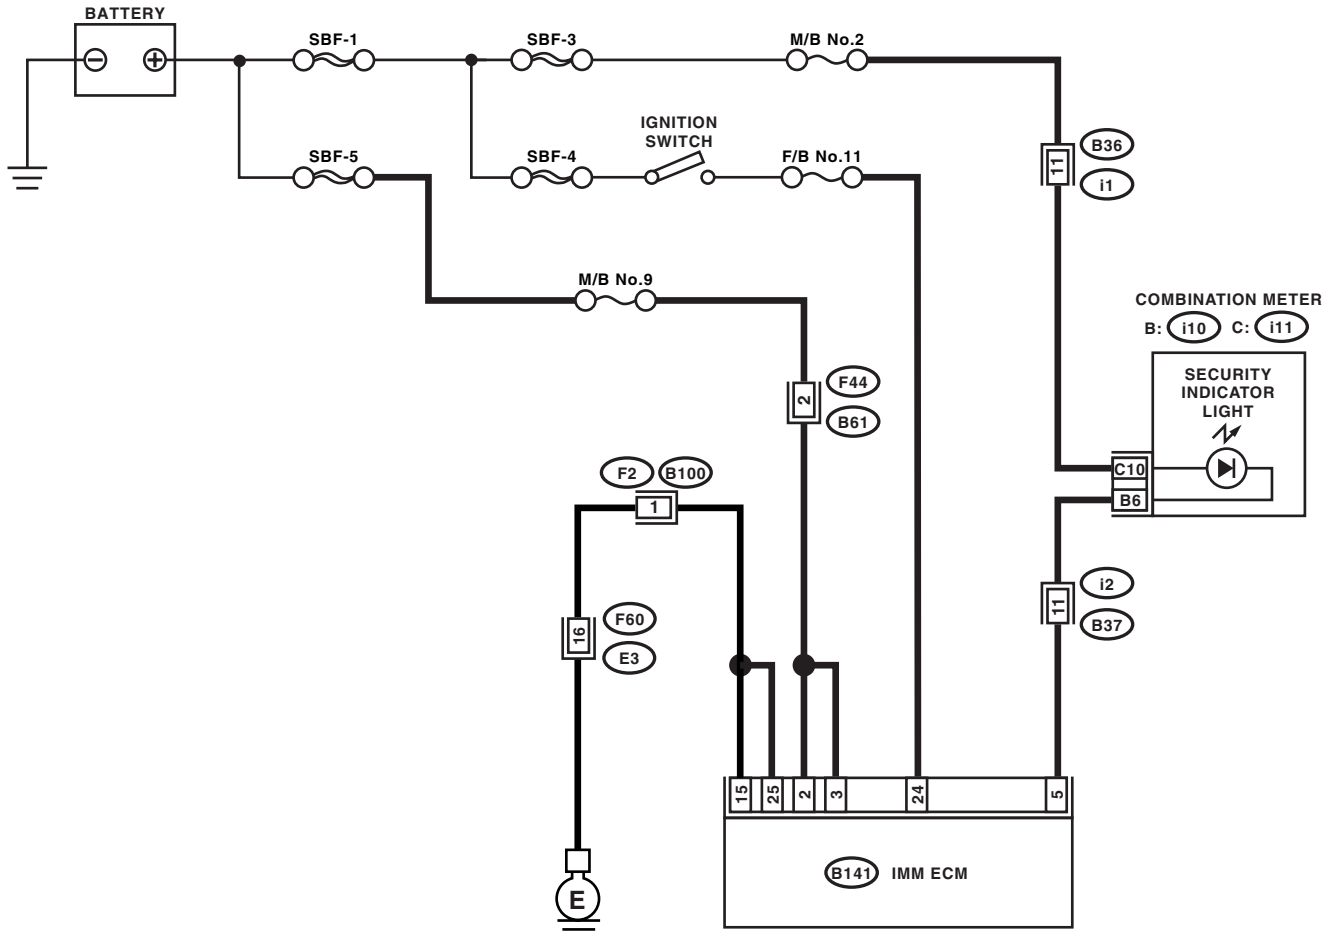 BATTERY
SBF-1
SBF-3
M/B No.2
IGNITION
SWITCH
SBF-5
SBF-4
F/B No.11
11
B36
i1
M/B No.9
COMBINATION METER
B: i10 C: i11
SECURITY
INDICATOR
LIGHT
2
F44
B61
C10
B6
F2 B100
1
11
i2
B37
16
F60
E3
15
25
2
3
24
5
B141 IMM ECM
E